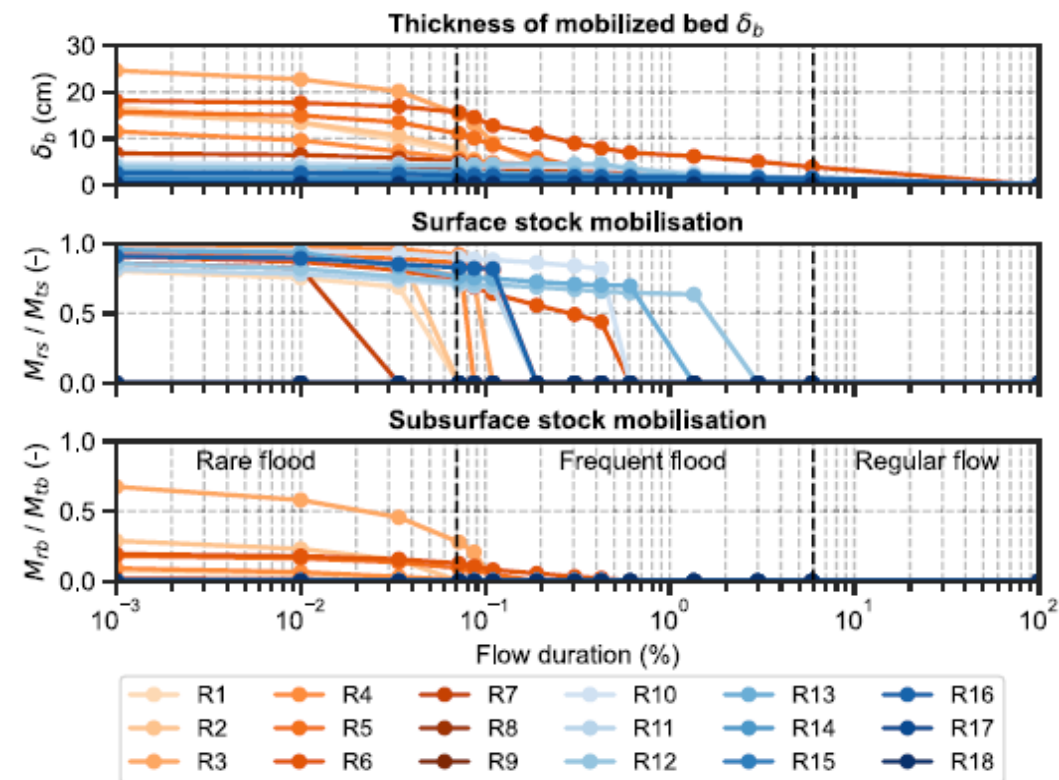 Thickness of mobilized bed δb
30
20
10
0
δb (cm)
Surface stock mobilisation
1.0
0.5
0.0
Mrs / Mts (-)
Subsurface stock mobilisation
1.0
0.5
0.0
Mrb / Mtb (-)
Rare flood Frequent flood Regular flow
10−3 10−2 10−1 100 101 102
Flow duration (%)
R1 R4 R7 R10 R13 R16
R2 R5 R8 R11 R14 R17
R3 R6 R9 R12 R15 R18